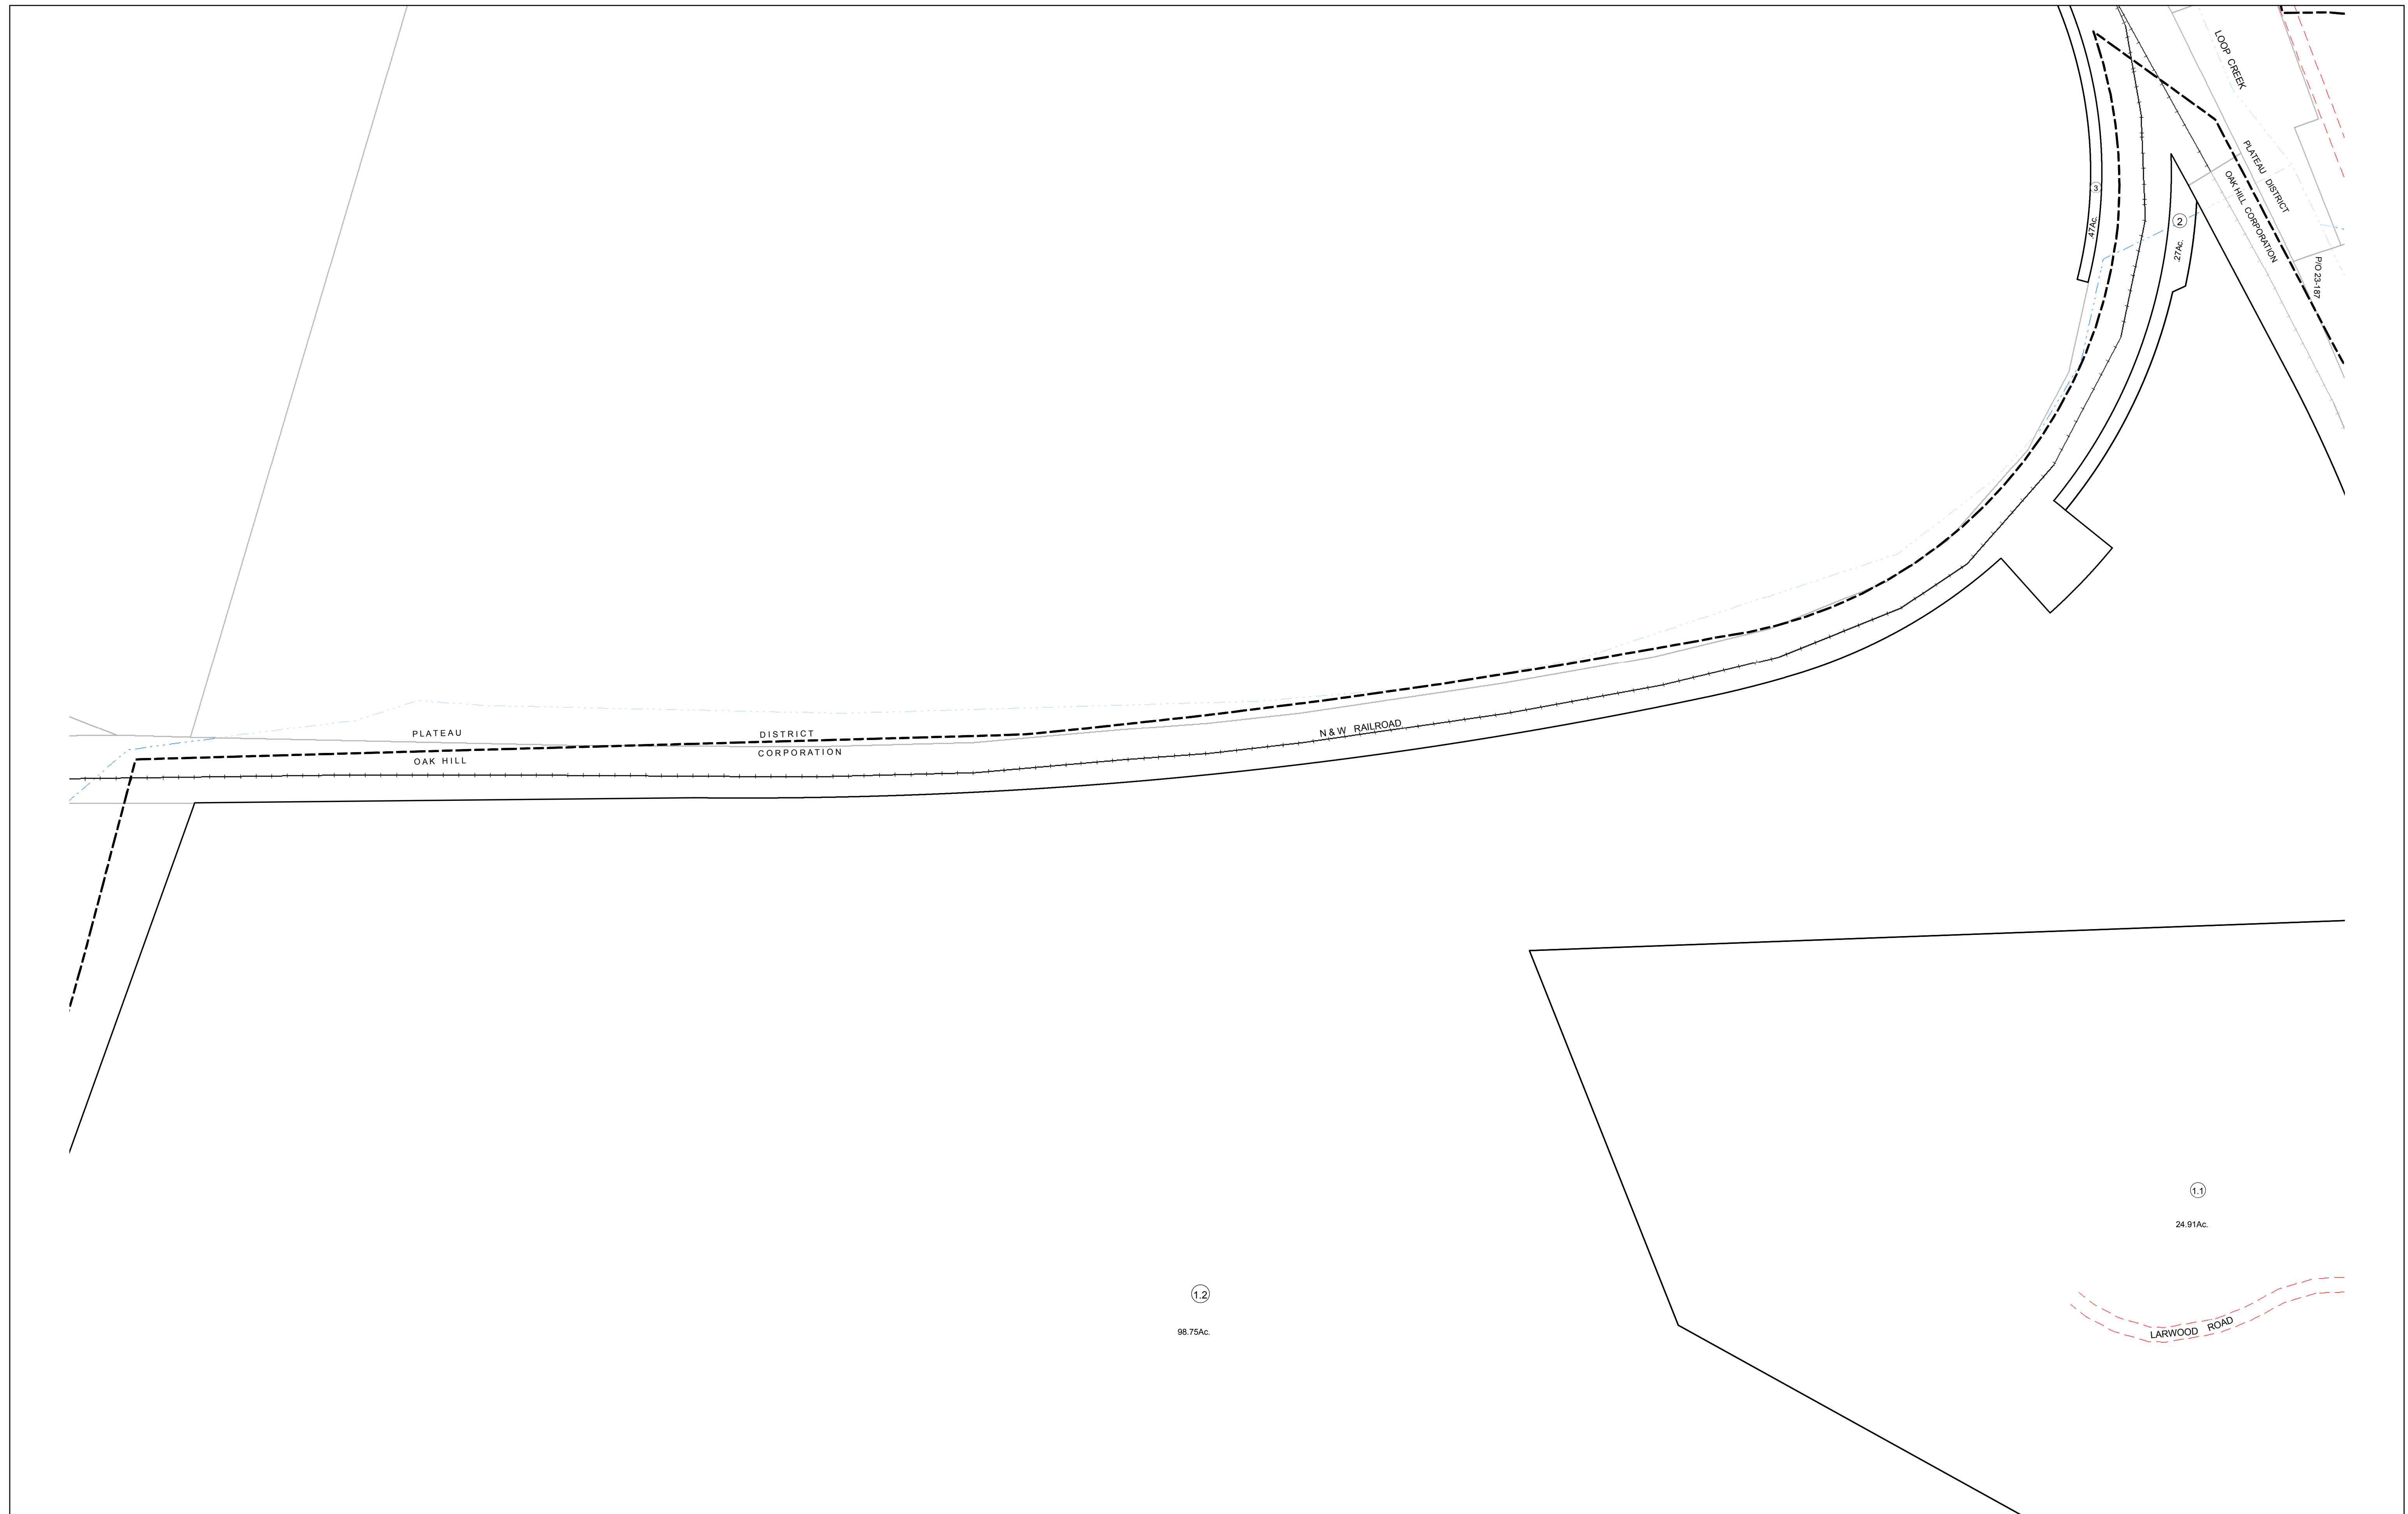 LOOP CREEK
PLATEAU DISTRICT
OAK HILL CORPORATION
P/O 23-187
3
.47Ac.
2
.27Ac.
PLATEAU DISTRICT
OAK HILL CORPORATION
N & W RAILROAD
1.1
24.91Ac.
1.2
98.75Ac.
LARWOOD ROAD